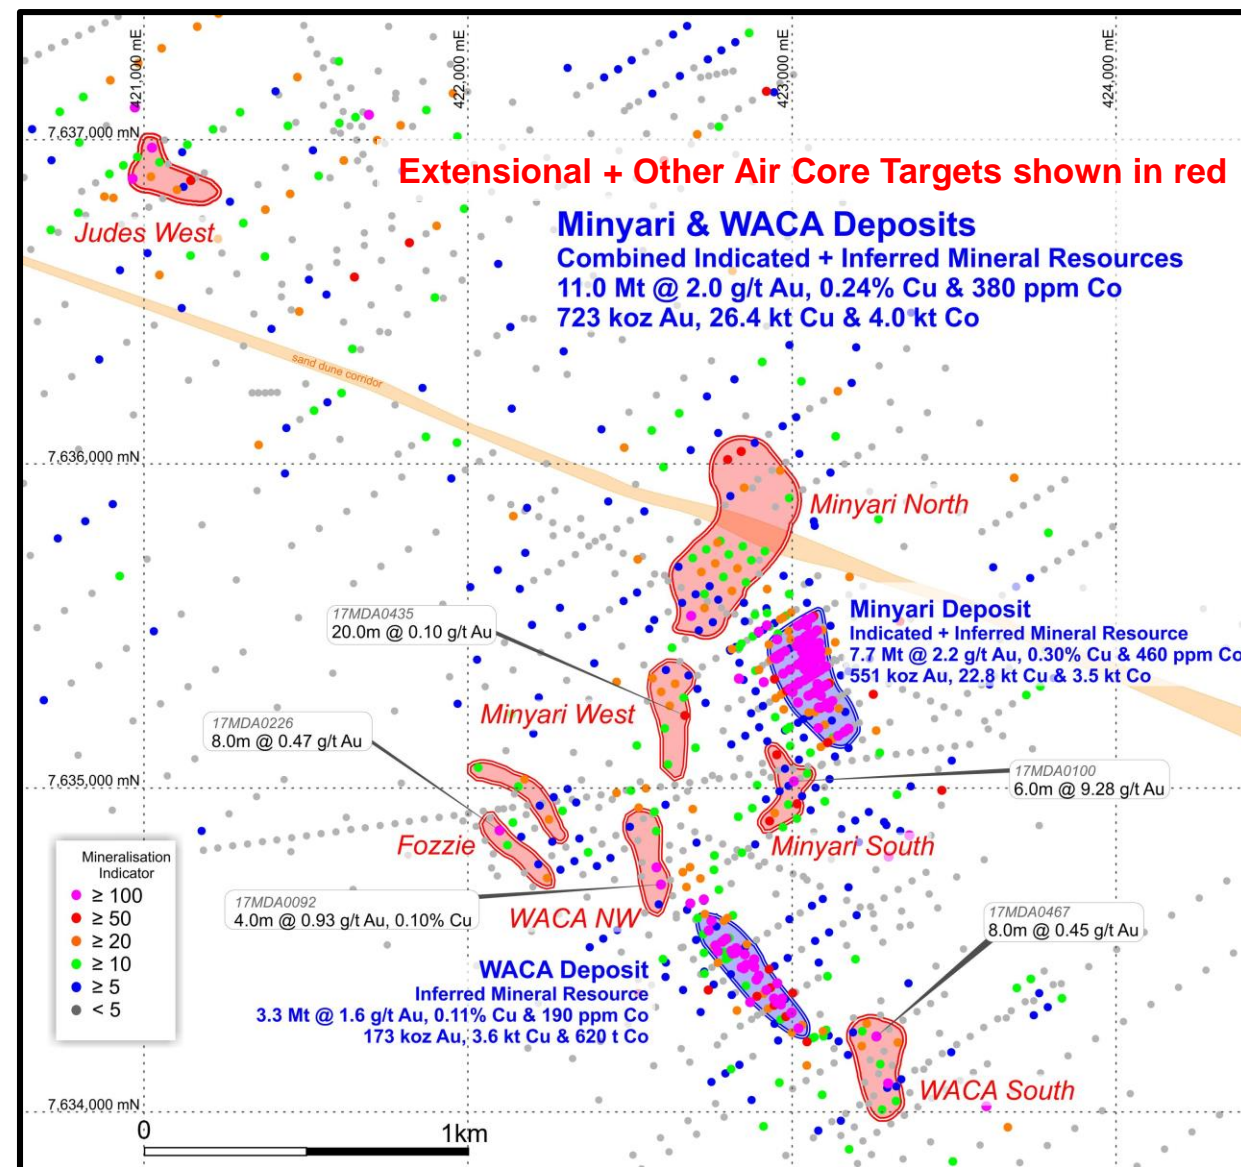 421,000 mE
422,000 mE
423,000 mE
424,000 mE
7,637,000 mN
Extensional + Other Air Core Targets shown in red
Judes West
Minyari & WACA Deposits
Combined Indicated + Inferred Mineral Resources
11.0 Mt @ 2.0 g/t Au, 0.24% Cu & 380 ppm Co
723 koz Au, 26.4 kt Cu & 4.0 kt Co
sand dune corridor
7,636,000 mN
Minyari North
17MDA0435
20.0m @ 0.10 g/t Au
Minyari Deposit
Indicated + Inferred Mineral Resource
7.7 Mt @ 2.2 g/t Au, 0.30% Cu & 460 ppm Co
551 koz Au, 22.8 kt Cu & 3.5 kt Co
Minyari West
17MDA0226
8.0m @ 0.47 g/t Au
17MDA0100
6.0m @ 9.28 g/t Au
7,635,000 mN
Fozzie
Minyari South
Mineralisation
Indicator
≥ 100
≥ 50
≥ 20
≥ 10
≥ 5
< 5
17MDA0092
4.0m @ 0.93 g/t Au, 0.10% Cu
WACA NW
17MDA0467
8.0m @ 0.45 g/t Au
WACA Deposit
Inferred Mineral Resource
3.3 Mt @ 1.6 g/t Au, 0.11% Cu & 190 ppm Co
173 koz Au, 3.6 kt Cu & 620 t Co
WACA South
7,634,000 mN
0
1km